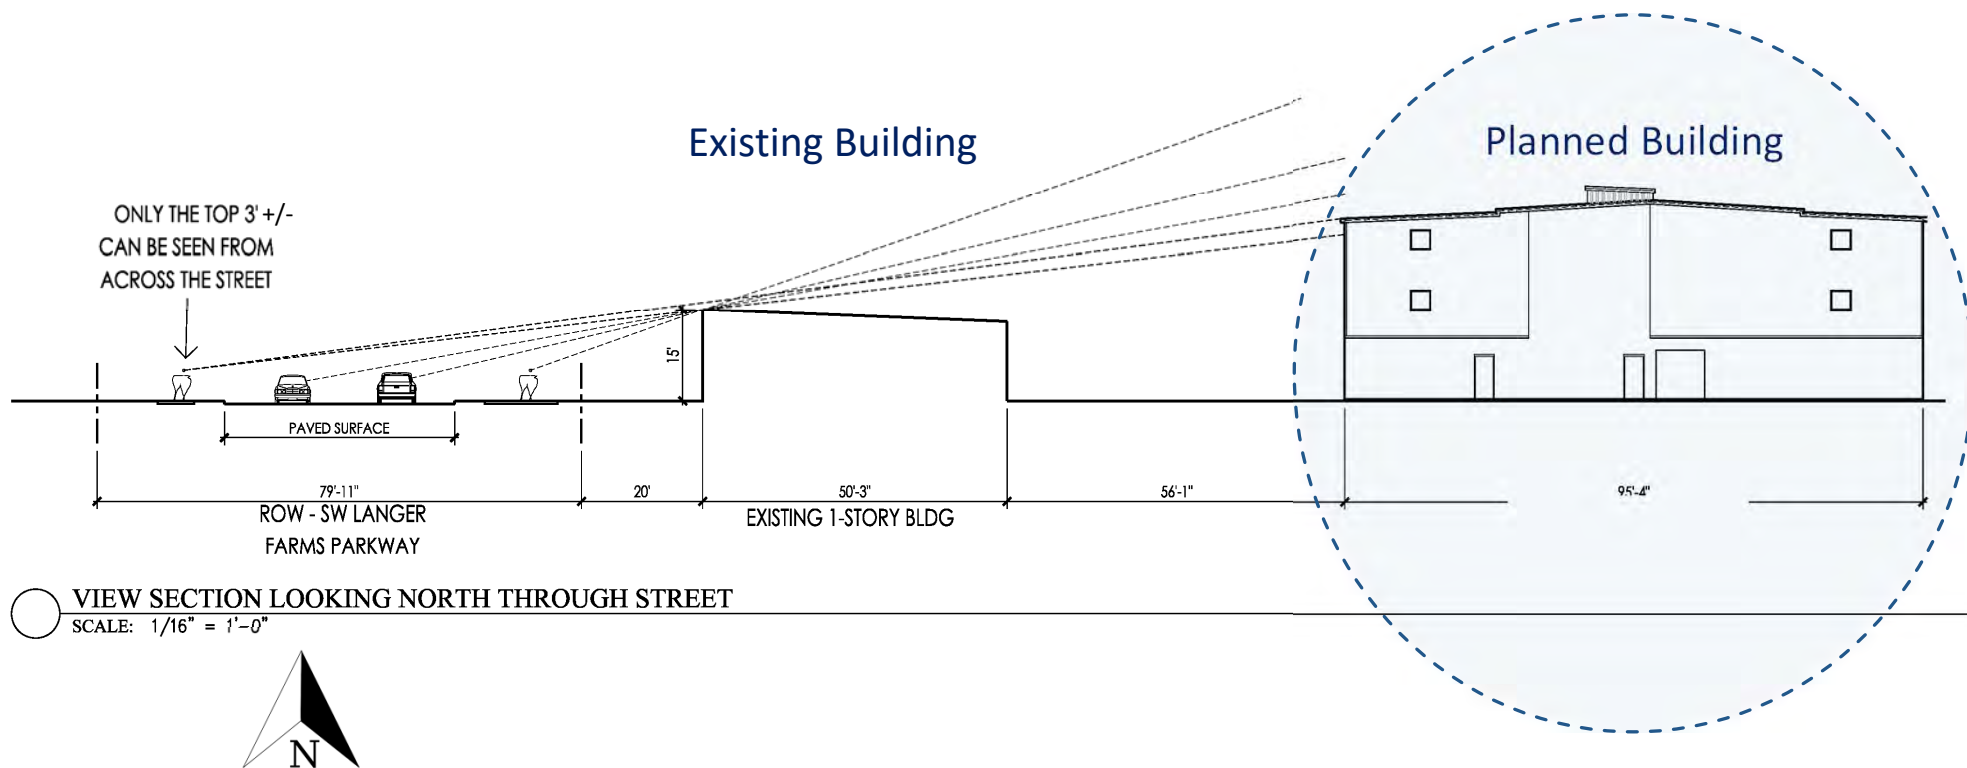 Existing Building
Planned Building
ONLY THE TOP 3' +/-
CAN BE SEEN FROM
ACROSS THE STREET
15'
PAVED SURFACE
79'-11"
20'
50'-3"
56'-1"
95'-4"
ROW - SW LANGER
FARMS PARKWAY
EXISTING 1-STORY BLDG
VIEW SECTION LOOKING NORTH THROUGH STREET
SCALE: 1/16" = 1'-0"
N